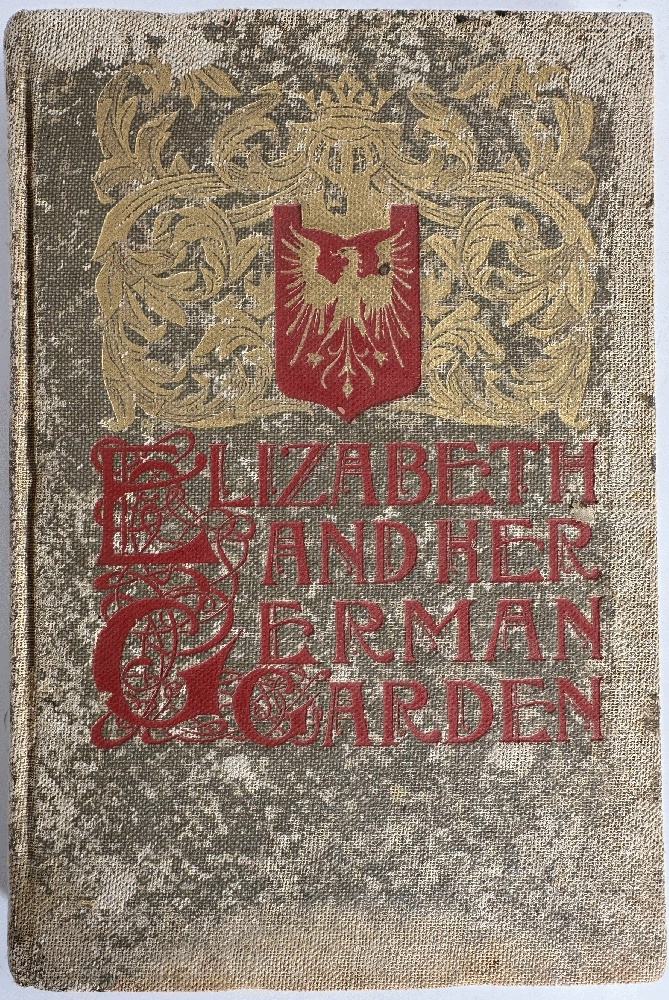 ELIZABETH
AND HER
GERMAN
GARDEN